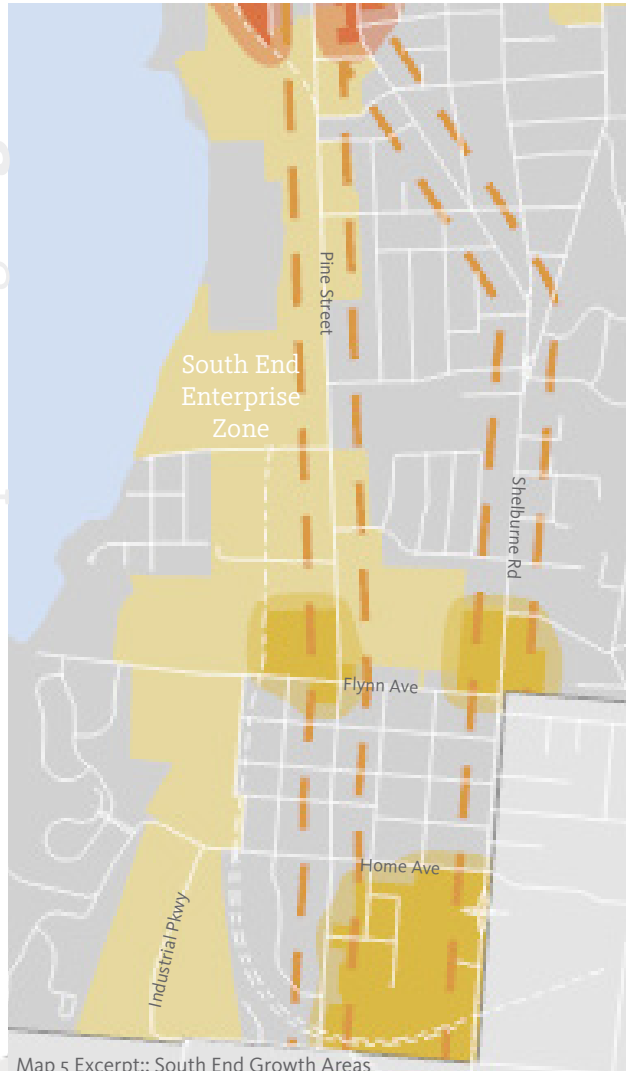 Pine Street
South End
Enterprise
Zone
Shelburne Rd
Flynn Ave
Home Ave
Industrial Pkwy
Map 5 Excerpt:: South End Growth Areas